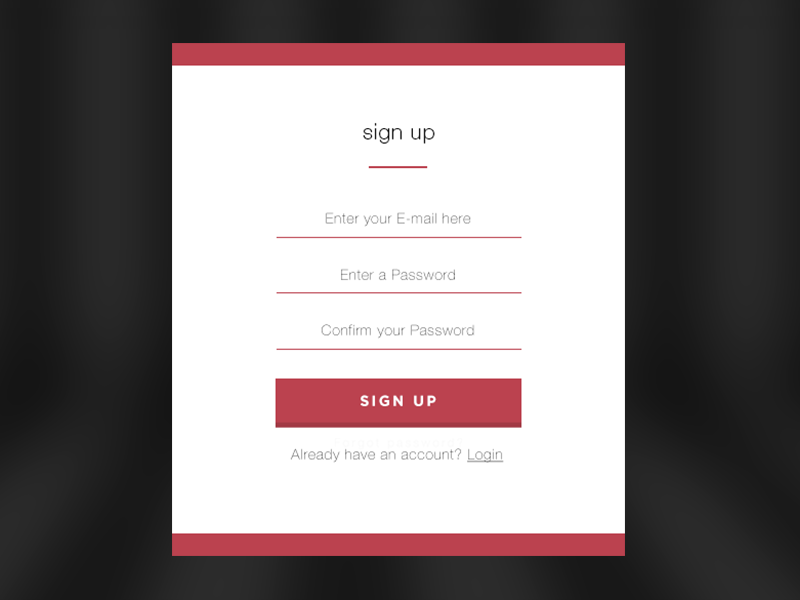 sign up
Enter your E-mail here
Enter a Password
Confirm your Password
SIGN UP
Already have an account? Login